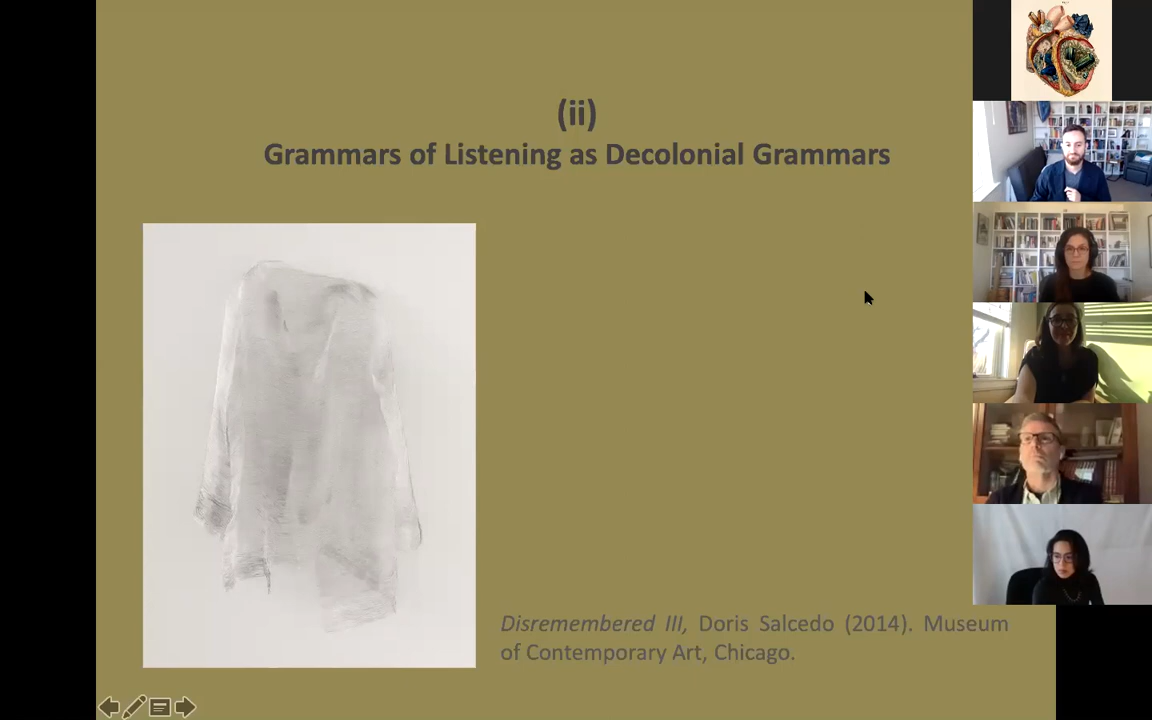 (ii)
Grammars of Listening as Decolonial Grammars
Disremembered III, Doris Salcedo (2014). Museum
of Contemporary Art, Chicago.